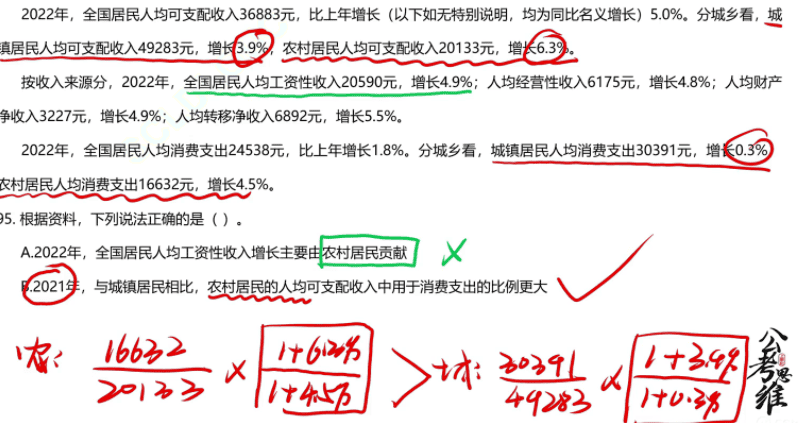 2022年，全国居民人均可支配收入36883元，比上年增长（以下如无特别说明，均为同比名义增长）5.0%。分城乡看，城
镇居民人均可支配收入49283元，增长3.9%，农村居民人均可支配收入20133元，增长6.3%。
按收入来源分，2022年，全国居民人均工资性收入20590元，增长4.9%；人均经营性收入6175元，增长4.8%；人均财产
净收入3227元，增长4.9%；人均转移净收入6892元，增长5.5%。
2022年，全国居民人均消费支出24538元，比上年增长1.8%。分城乡看，城镇居民人均消费支出30391元，增长0.3%
农村居民人均消费支出16632元，增长4.5%。
95. 根据资料，下列说法正确的是（ ）。
A.2022年，全国居民人均工资性收入增长主要由农村居民贡献
B.2021年，与城镇居民相比，农村居民的人均可支配收入中用于消费支出的比例更大
农： 16632 / 20133 × 1+6.3% / 1+4.5% > 城： 30391 / 49283 × 1+3.9% / 1+0.3%
公考思维